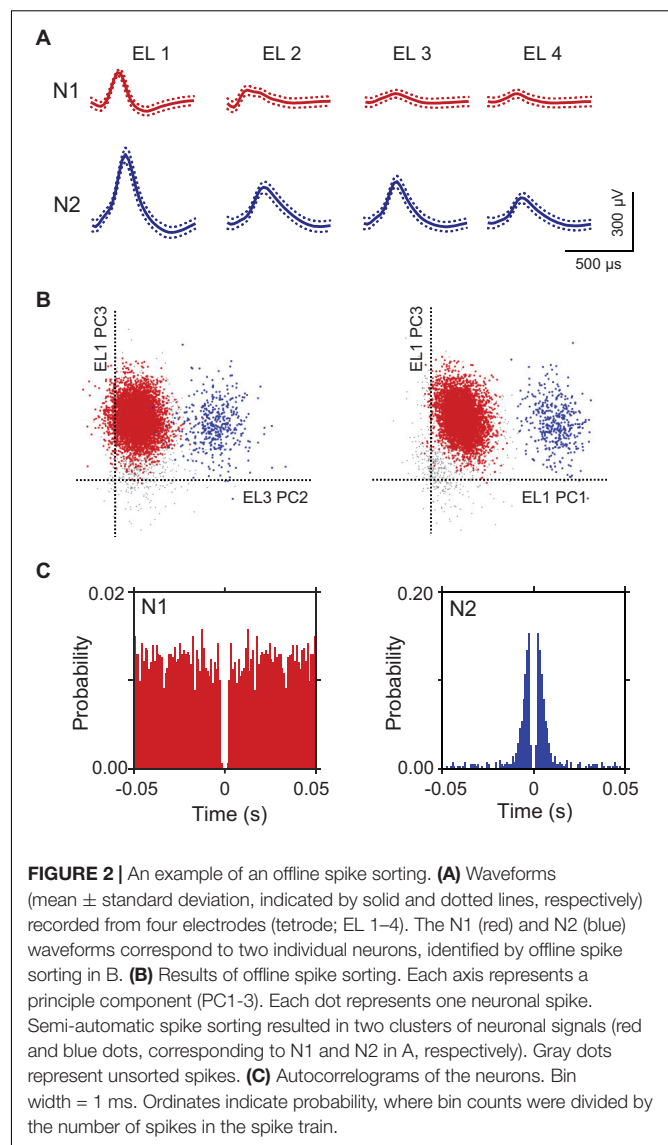 A
EL 1 EL 2 EL 3 EL 4
N1
N2
300 µV
500 µs
B
EL1 PC3
EL3 PC2
EL1 PC3
EL1 PC1
C
0.02
N1
Probability
0.00
-0.05 0 0.05
Time (s)
0.20
N2
Probability
0.00
-0.05 0 0.05
Time (s)
FIGURE 2 | An example of an offline spike sorting. (A) Waveforms
(mean ± standard deviation, indicated by solid and dotted lines, respectively)
recorded from four electrodes (tetrode; EL 1–4). The N1 (red) and N2 (blue)
waveforms correspond to two individual neurons, identified by offline spike
sorting in B. (B) Results of offline spike sorting. Each axis represents a
principle component (PC1-3). Each dot represents one neuronal spike.
Semi-automatic spike sorting resulted in two clusters of neuronal signals (red
and blue dots, corresponding to N1 and N2 in A, respectively). Gray dots
represent unsorted spikes. (C) Autocorrelograms of the neurons. Bin
width = 1 ms. Ordinates indicate probability, where bin counts were divided by
the number of spikes in the spike train.